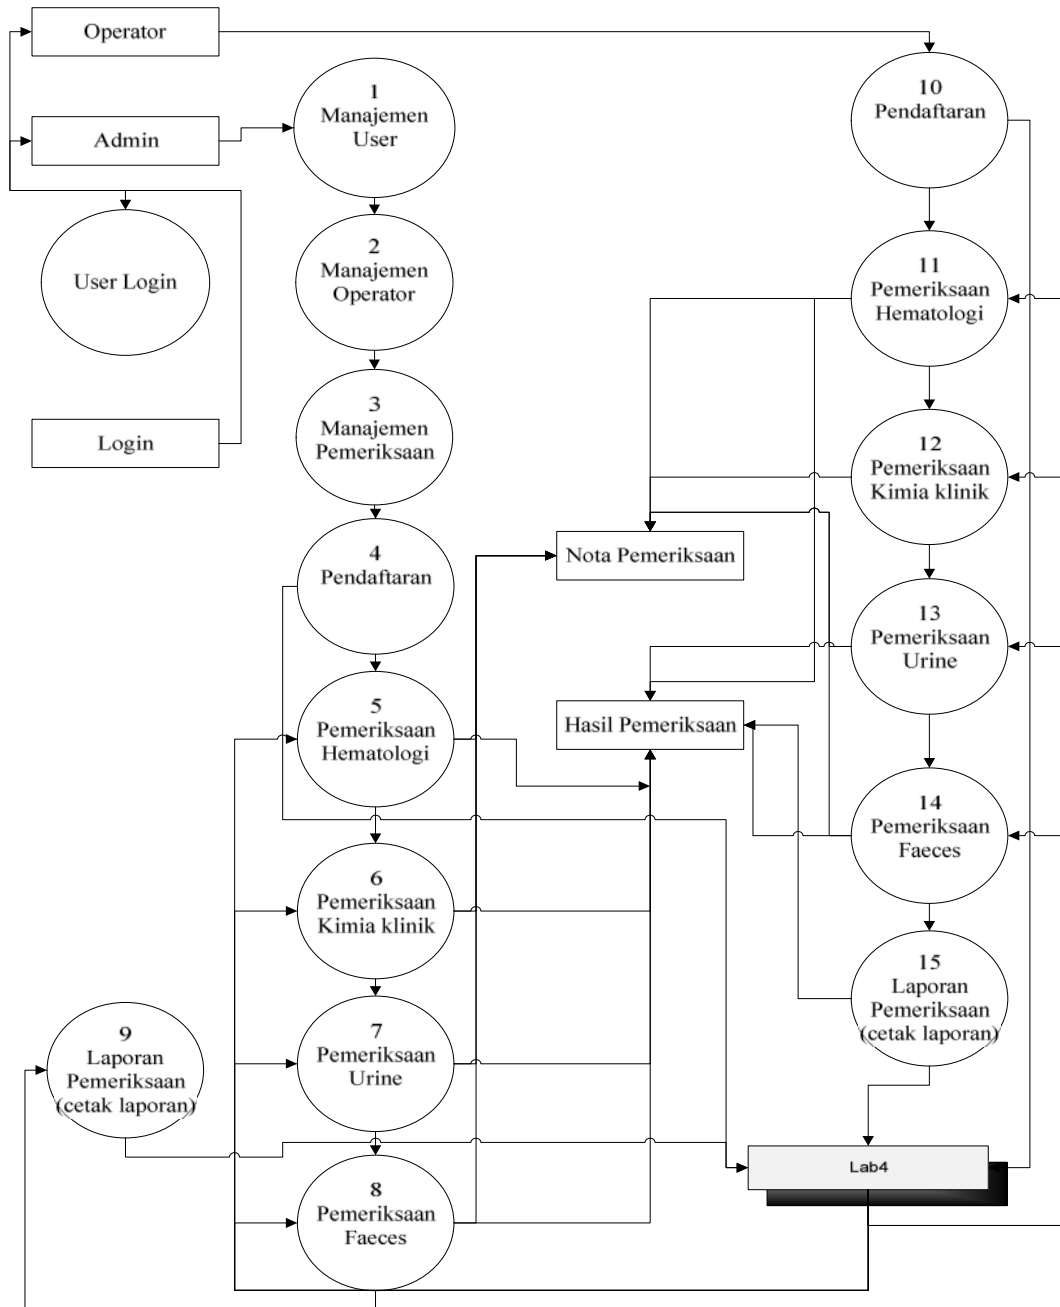 Operator
Admin
User Login
Login
1
Manajemen
User
2
Manajemen
Operator
3
Manajemen
Pemeriksaan
4
Pendaftaran
5
Pemeriksaan
Hematologi
6
Pemeriksaan
Kimia klinik
7
Pemeriksaan
Urine
8
Pemeriksaan
Faeces
9
Laporan
Pemeriksaan
(cetak laporan)
Nota Pemeriksaan
Hasil Pemeriksaan
10
Pendaftaran
11
Pemeriksaan
Hematologi
12
Pemeriksaan
Kimia klinik
13
Pemeriksaan
Urine
14
Pemeriksaan
Faeces
15
Laporan
Pemeriksaan
(cetak laporan)
Lab4